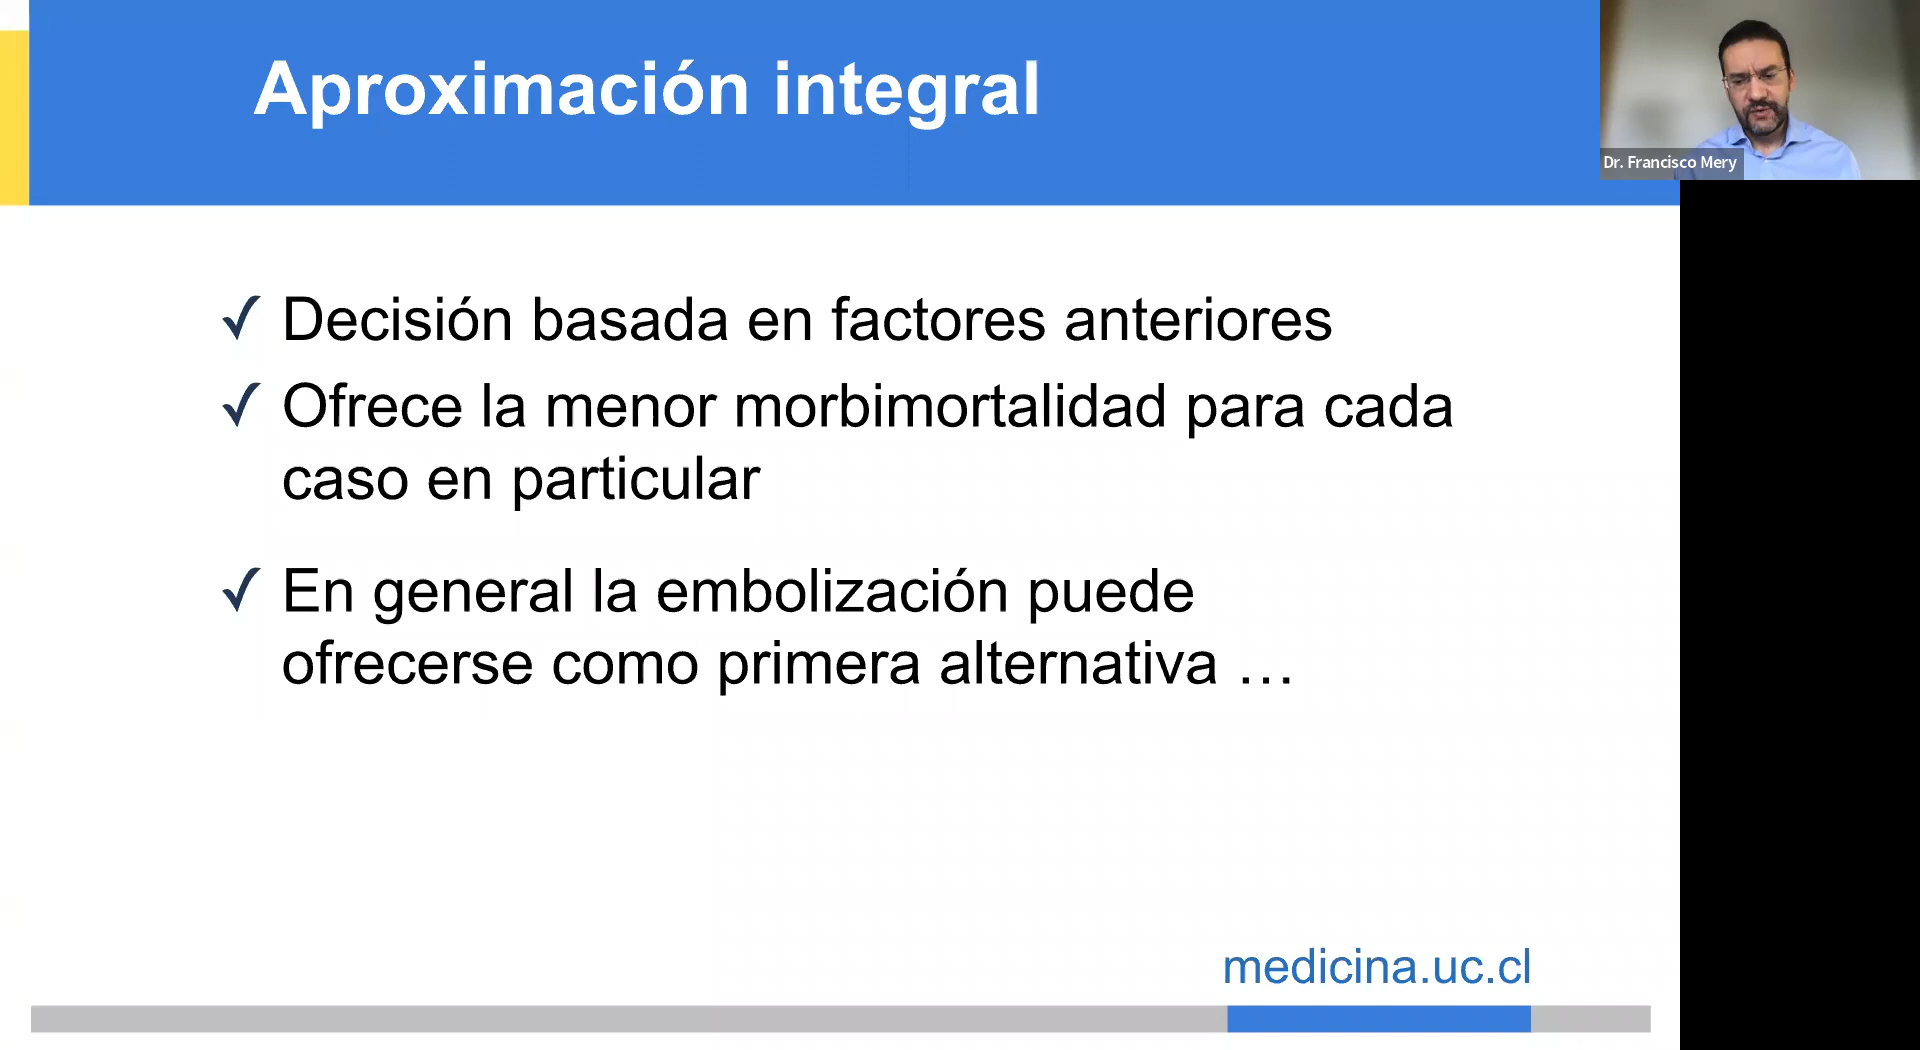 Aproximación integral
Dr. Francisco Mery
✓ Decisión basada en factores anteriores
✓ Ofrece la menor morbimortalidad para cada
caso en particular
✓ En general la embolización puede
ofrecerse como primera alternativa …
medicina.uc.cl